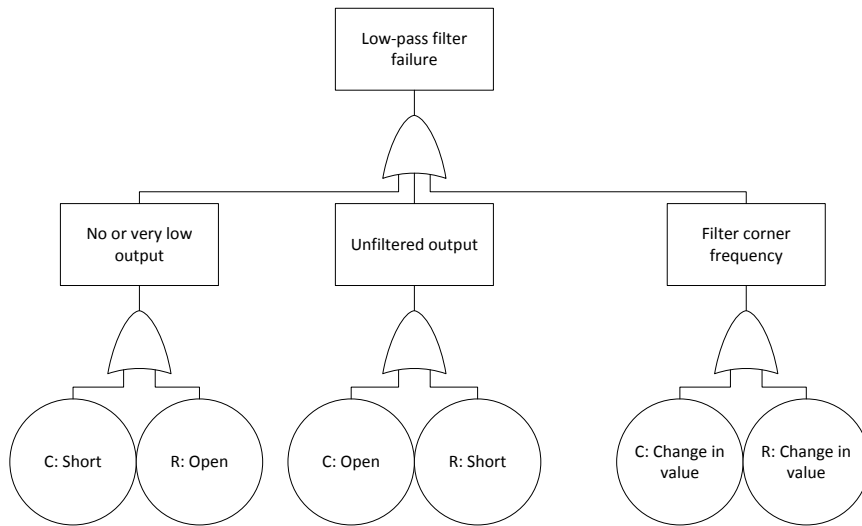 Low-pass filter
failure
No or very low
output
Unfiltered output
Filter corner
frequency
C: Short
R: Open
C: Open
R: Short
C: Change in
value
R: Change in
value